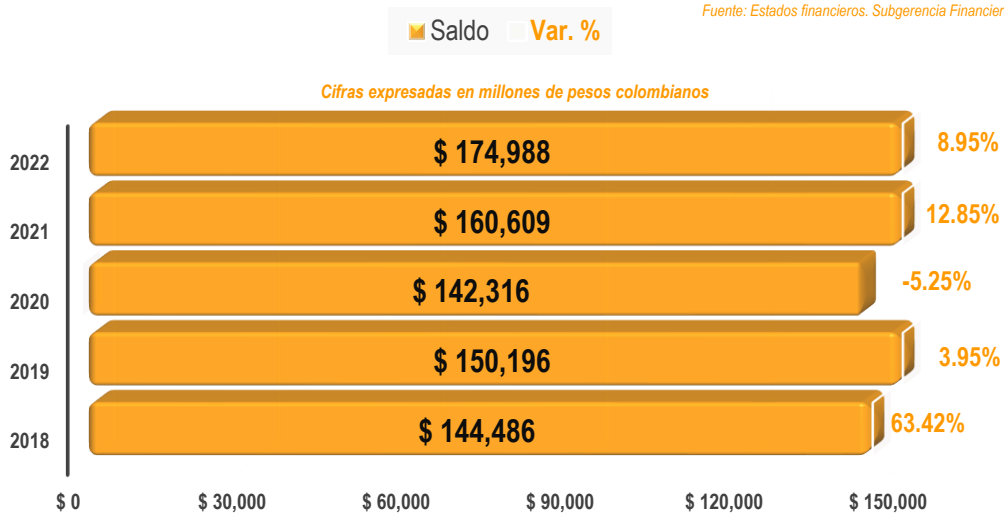 Fuente: Estados financieros. Subgerencia Financier
Saldo Var. %
Cifras expresadas en millones de pesos colombianos
2022 $ 174,988 8.95%
2021 $ 160,609 12.85%
2020 $ 142,316 -5.25%
2019 $ 150,196 3.95%
2018 $ 144,486 63.42%
$ 0 $ 30,000 $ 60,000 $ 90,000 $ 120,000 $ 150,000